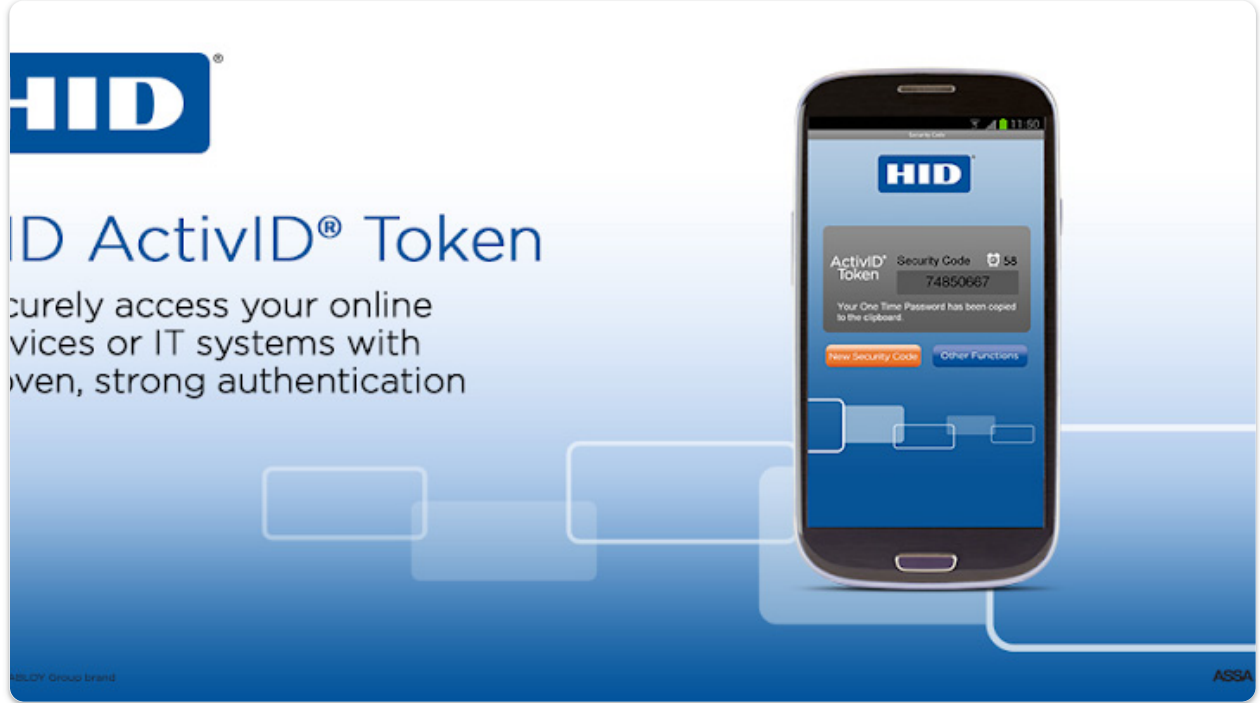 HID®
ID ActivID® Token
curely access your online
vices or IT systems with
ven, strong authentication
ABLOY Group brand
11:50
Security Code
HID
ActivID® Security Code 58
Token 74850667
Your One Time Password has been copied
to the clipboard.
New Security Code Other Functions
ASSA